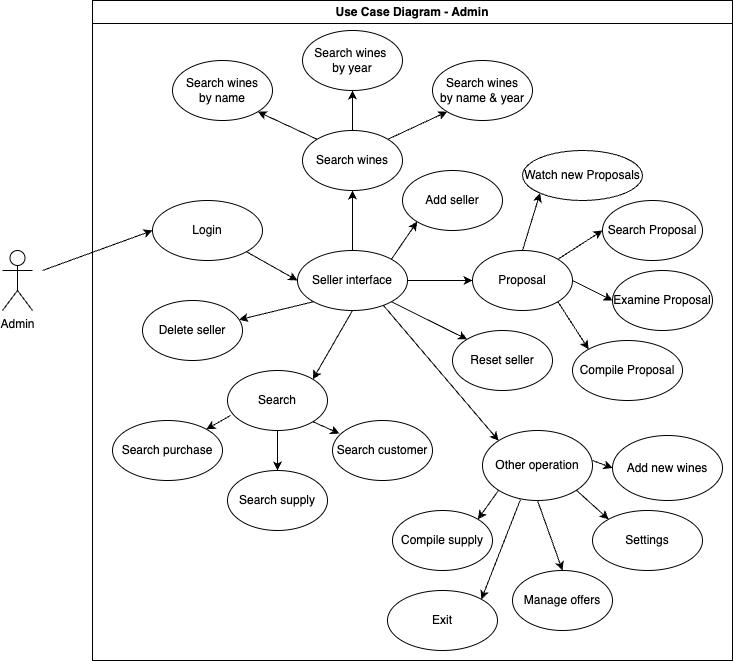 Use Case Diagram - Admin
Search wines
by year
Search wines
by name
Search wines
by name & year
Search wines
Watch new Proposals
Add seller
Login
Search Proposal
Admin
Seller interface
Proposal
Examine Proposal
Delete seller
Reset seller
Compile Proposal
Search
Search purchase
Search customer
Other operation
Add new wines
Search supply
Compile supply
Settings
Manage offers
Exit